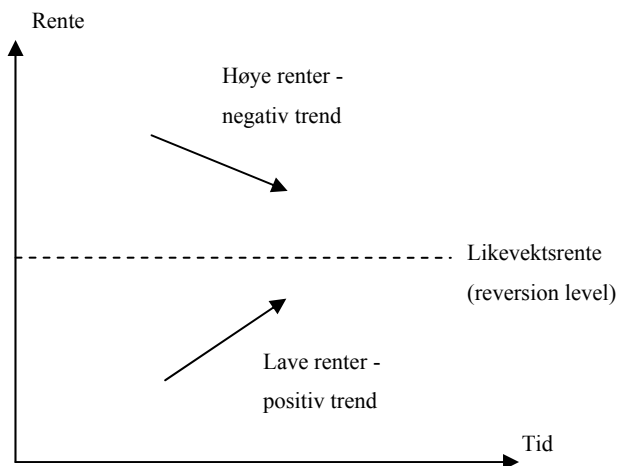 Rente
Høye renter -
negativ trend
Likevektsrente
(reversion level)
Lave renter -
positiv trend
Tid